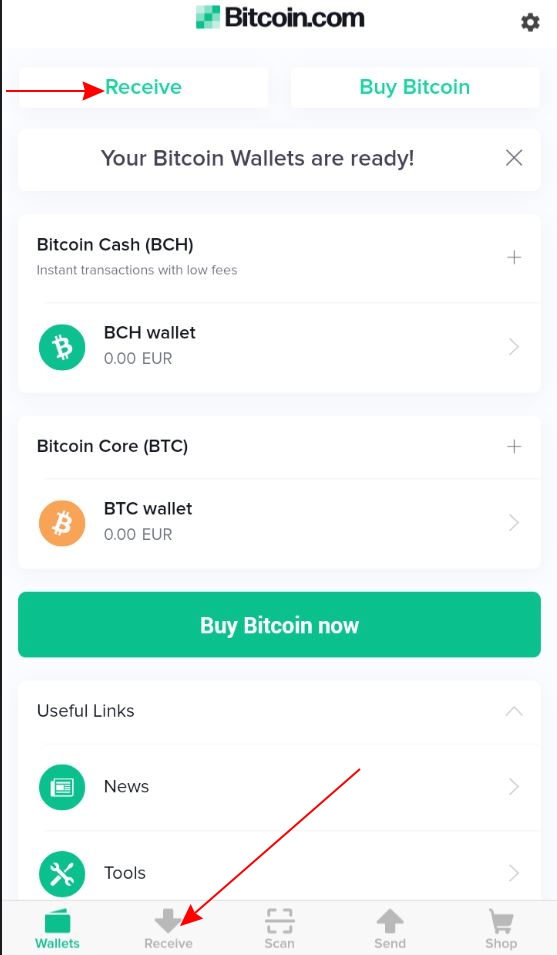 Bitcoin.com
Receive
Buy Bitcoin
Your Bitcoin Wallets are ready!
Bitcoin Cash (BCH)
Instant transactions with low fees
BCH wallet
0.00 EUR
Bitcoin Core (BTC)
BTC wallet
0.00 EUR
Buy Bitcoin now
Useful Links
News
Tools
Wallets
Receive
Scan
Send
Shop